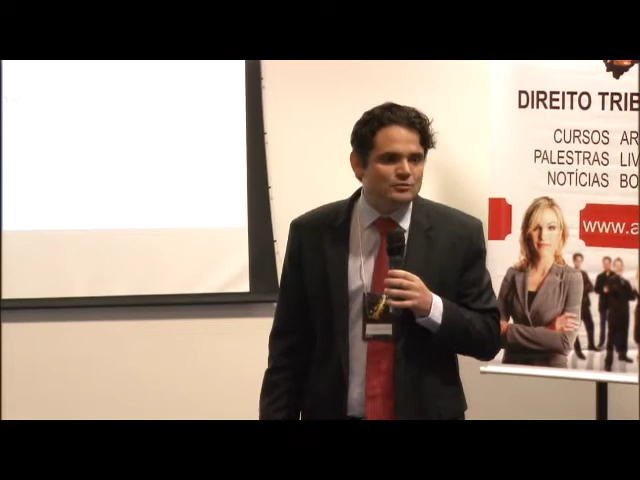 DIREITO TRIB
CURSOS AR
PALESTRAS LIV
NOTÍCIAS BO
www.a